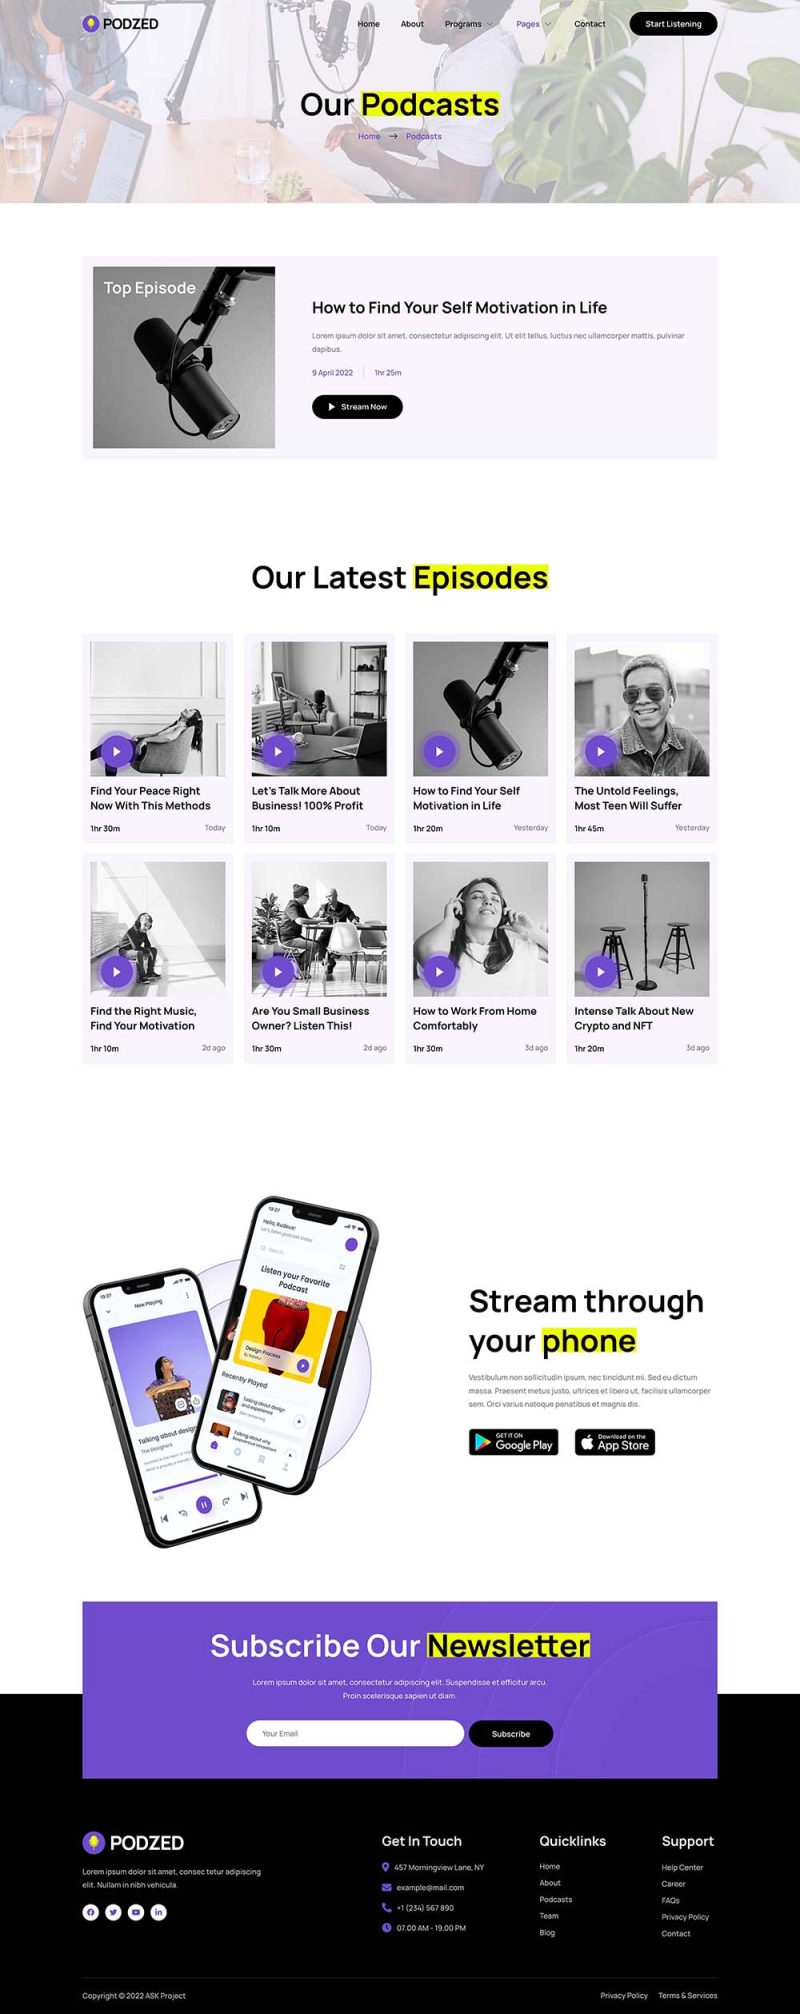 PODZED
Home About Programs Pages Contact Start Listening
Our Podcasts
Home → Podcasts
Top Episode
How to Find Your Self Motivation in Life
Lorem ipsum dolor sit amet, consectetur adipiscing elit. Ut elit tellus, luctus nec ullamcorper mattis, pulvinar
dapibus.
9 April 2022 1hr 25m
Stream Now
Our Latest Episodes
Find Your Peace Right
Now With This Methods
1hr 30m Today
Let's Talk More About
Business! 100% Profit
1hr 10m Today
How to Find Your Self
Motivation in Life
1hr 20m Yesterday
The Untold Feelings,
Most Teen Will Suffer
1hr 45m Yesterday
Find the Right Music,
Find Your Motivation
1hr 10m 2d ago
Are You Small Business
Owner? Listen This!
1hr 30m 2d ago
How to Work From Home
Comfortably
1hr 30m 3d ago
Intense Talk About New
Crypto and NFT
1hr 20m 3d ago
19:27
Now Playing
Talking about design
The Designert
19:27
Hello, Rudeus!
Let's listen podcast today
Search..
Listen your Favorite
Podcast
Design Process
Recently Played
Talking about design
and experience
Talking about why
Stream through
your phone
Vestibulum non sollicitudin ipsum, nec tincidunt mi. Sed eu dictum
massa. Praesent metus justo, ultrices et libero ut, facilisis ullamcorper
sem. Orci varius natoque penatibus et magnis dis.
GET IT ON
Google Play
Download on the
App Store
Subscribe Our Newsletter
Lorem ipsum dolor sit amet, consectetur adipiscing elit. Suspendisse et efficitur arcu.
Proin scelerisque sapien ut diam.
Your Email Subscribe
PODZED
Lorem ipsum dolor sit amet, consec tetur adipiscing
elit. Nullam in nibh vehicula.
Get In Touch
457 Morningview Lane, NY
example@mail.com
+1 (234) 567 890
07.00 AM - 19.00 PM
Quicklinks
Home
About
Podcasts
Team
Blog
Support
Help Center
Career
FAQs
Privacy Policy
Contact
Copyright © 2022 ASK Project
Privacy Policy Terms & Services